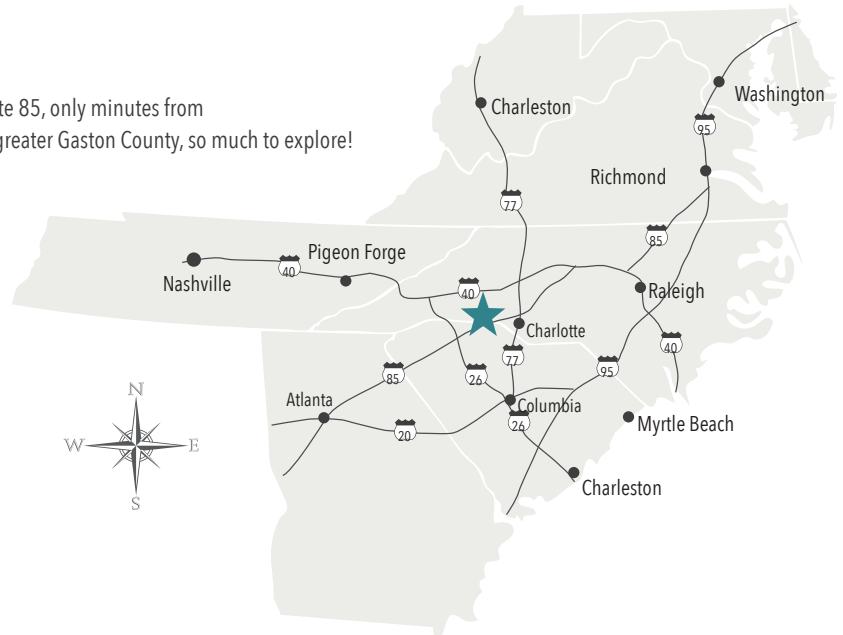 te 85, only minutes from
greater Gaston County, so much to explore!
Charleston
Washington
95
Richmond
77
85
Pigeon Forge
40
Nashville
40
Raleigh
Charlotte
40
77
95
85
26
Atlanta
Columbia
20
26
Myrtle Beach
Charleston
N
W
E
S